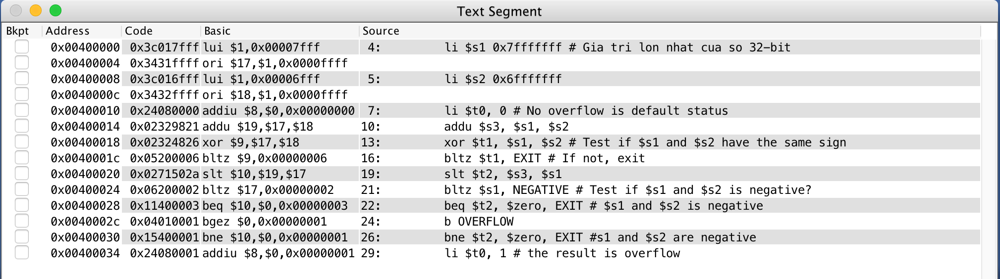 Text Segment
Bkpt Address Code Basic Source
0x00400000 0x3c017fff lui $1,0x00007fff 4: li $s1 0x7fffffff # Gia tri lon nhat cua so 32-bit
0x00400004 0x3431ffff ori $17,$1,0x0000ffff
0x00400008 0x3c016fff lui $1,0x00006fff 5: li $s2 0x6fffffff
0x0040000c 0x3432ffff ori $18,$1,0x0000ffff
0x00400010 0x24080000 addiu $8,$0,0x00000000 7: li $t0, 0 # No overflow is default status
0x00400014 0x02329821 addu $19,$17,$18 10: addu $s3, $s1, $s2
0x00400018 0x02324826 xor $9,$17,$18 13: xor $t1, $s1, $s2 # Test if $s1 and $s2 have the same sign
0x0040001c 0x05200006 bltz $9,0x00000006 16: bltz $t1, EXIT # If not, exit
0x00400020 0x0271502a slt $10,$19,$17 19: slt $t2, $s3, $s1
0x00400024 0x06200002 bltz $17,0x00000002 21: bltz $s1, NEGATIVE # Test if $s1 and $s2 is negative?
0x00400028 0x11400003 beq $10,$0,0x00000003 22: beq $t2, $zero, EXIT # $s1 and $s2 is negative
0x0040002c 0x04010001 bgez $0,0x00000001 24: b OVERFLOW
0x00400030 0x15400001 bne $10,$0,0x00000001 26: bne $t2, $zero, EXIT #s1 and $s2 are negative
0x00400034 0x24080001 addiu $8,$0,0x00000001 29: li $t0, 1 # the result is overflow